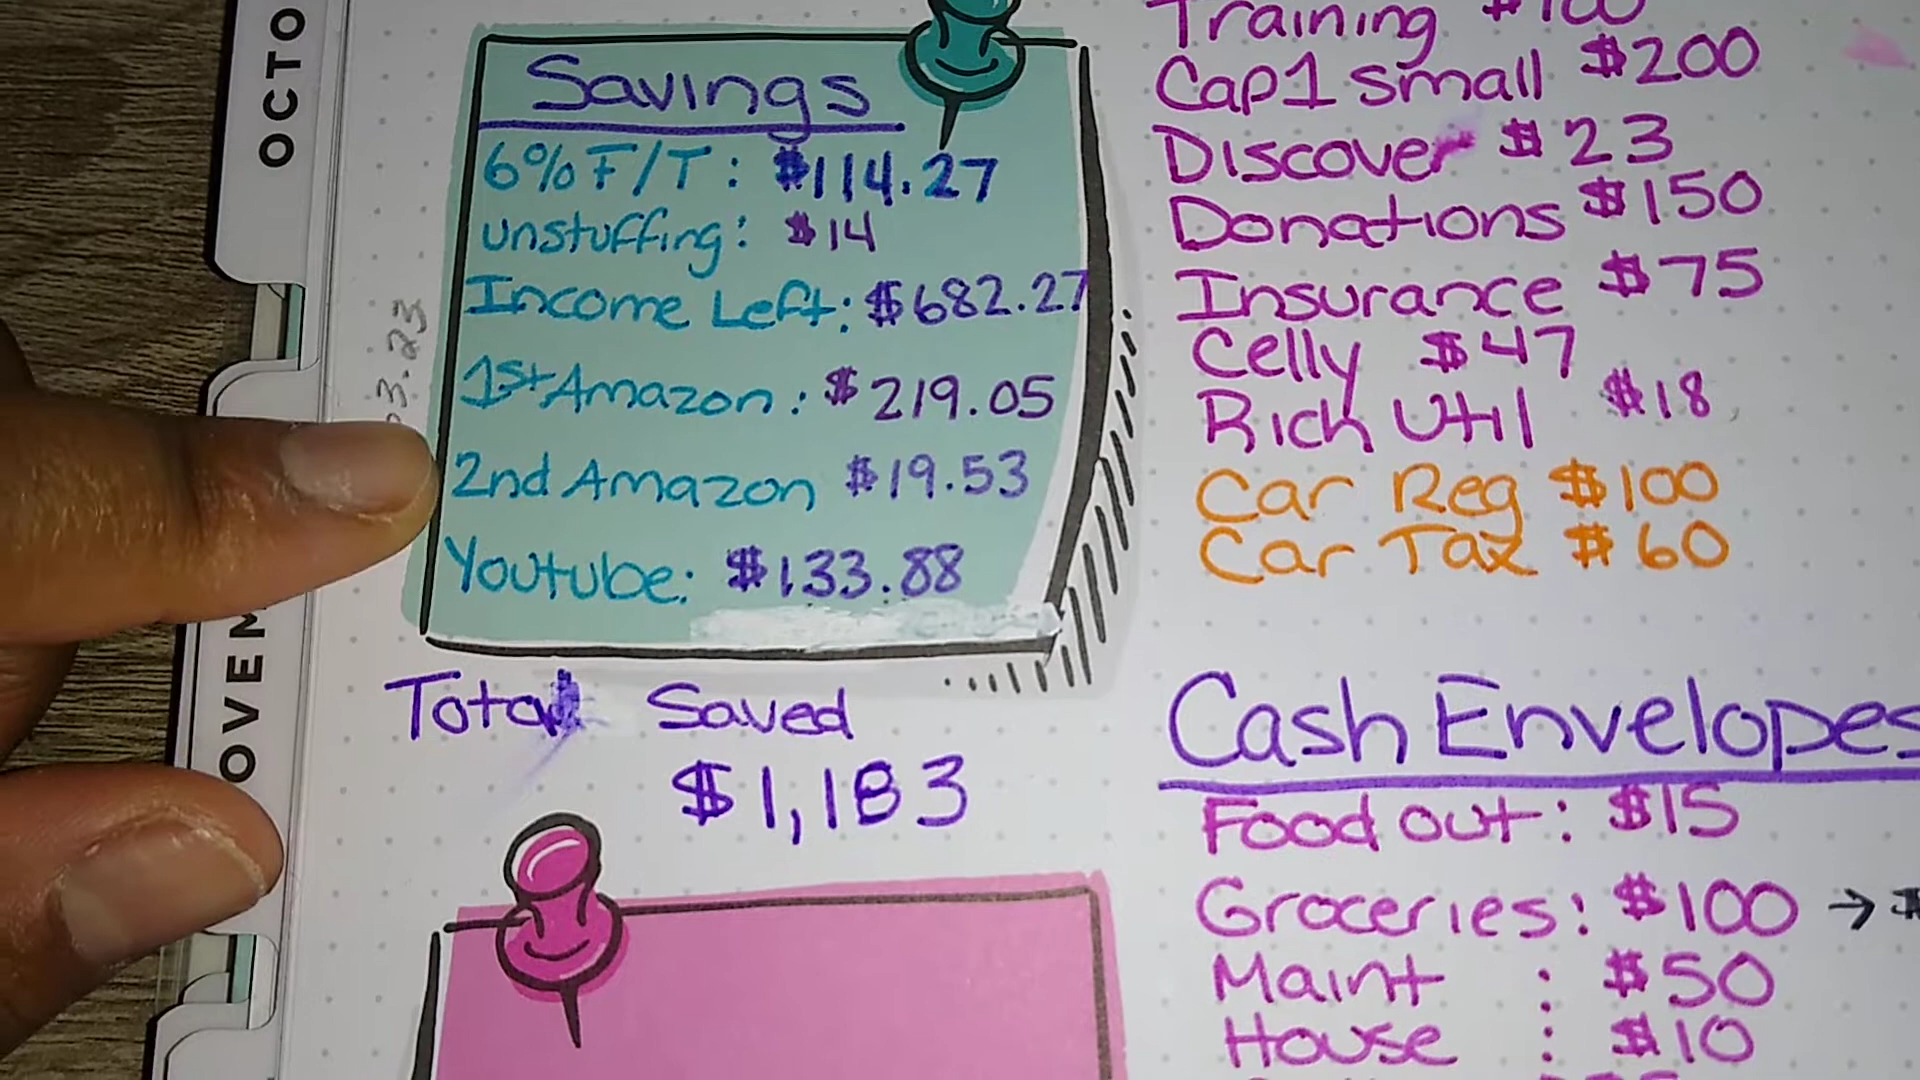 OCTO
Savings
6% F/T: $114.27
unstuffing: $14
Income Left: $682.27
1st Amazon: $219.05
2nd Amazon $19.53
Youtube: $133.88
Total Saved
$1,183
3.23
OVEM
Training $100
Cap1 small $200
Discover $23
Donations $150
Insurance $75
Celly $47
Rich Util $18
Car Reg $100
Car Tax $60
Cash Envelopes
Food out: $15
Groceries: $100 →
Maint : $50
House : $10